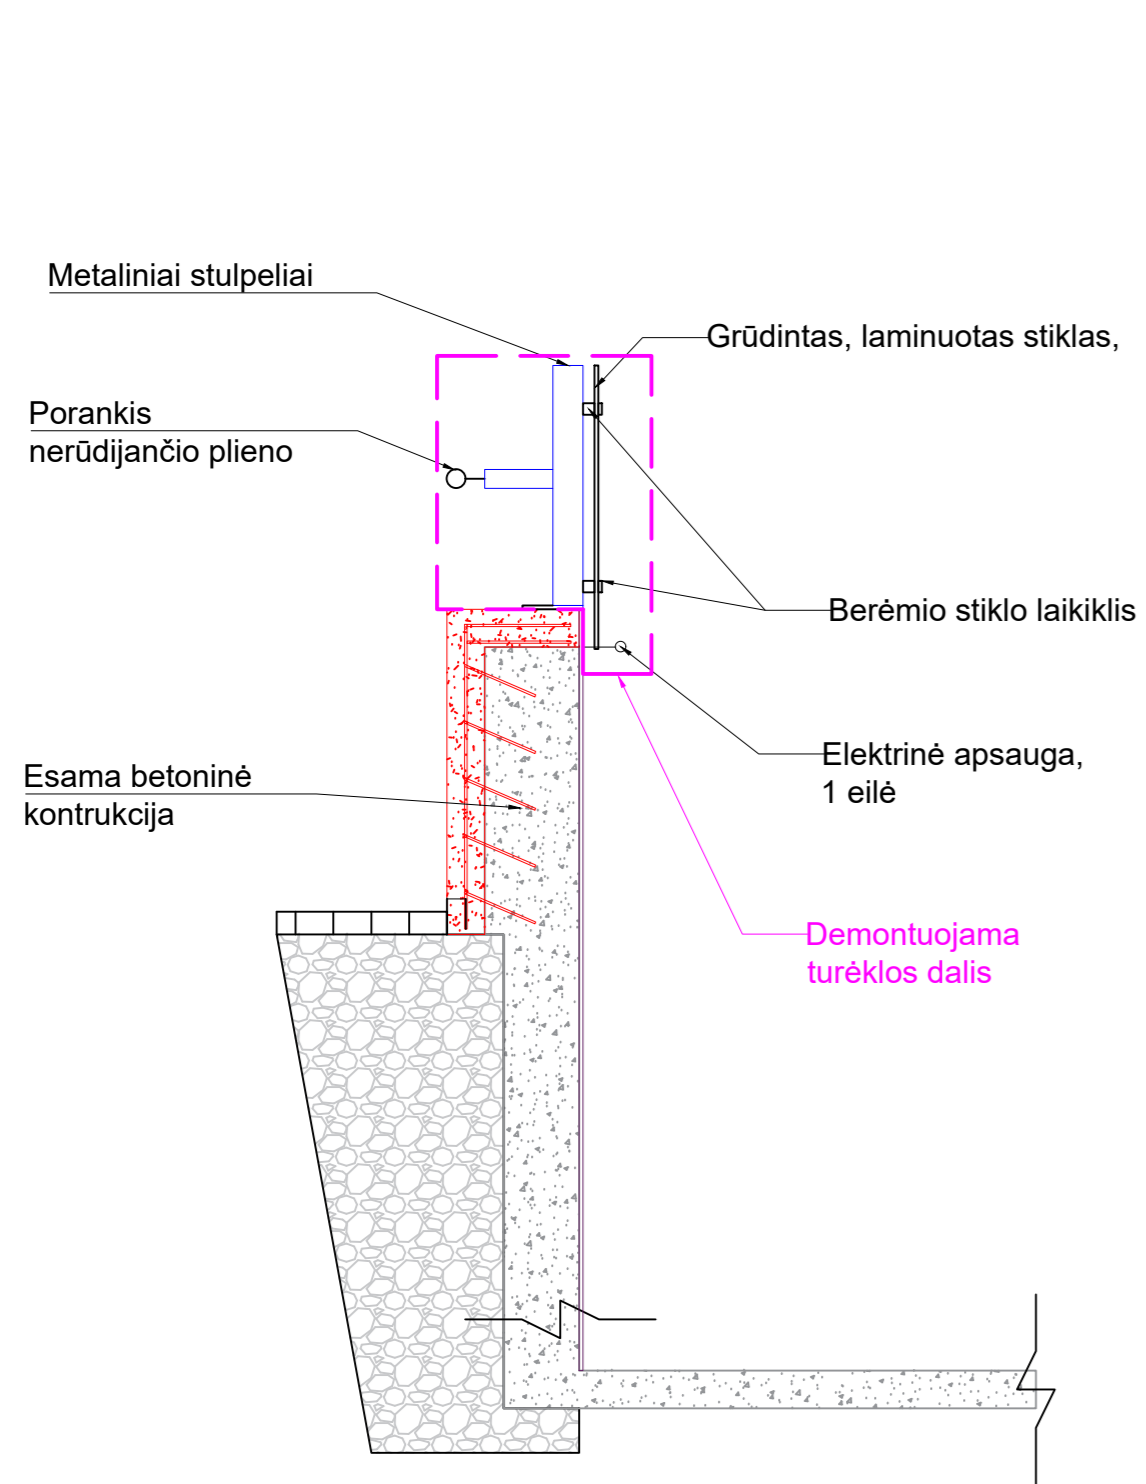 Metaliniai stulpeliai
Grūdintas, laminuotas stiklas,
Porankis
nerūdijančio plieno
Berėmio stiklo laikiklis
Elektrinė apsauga,
1 eilė
Esama betoninė
kontrukcija
Demontuojama
turėklos dalis